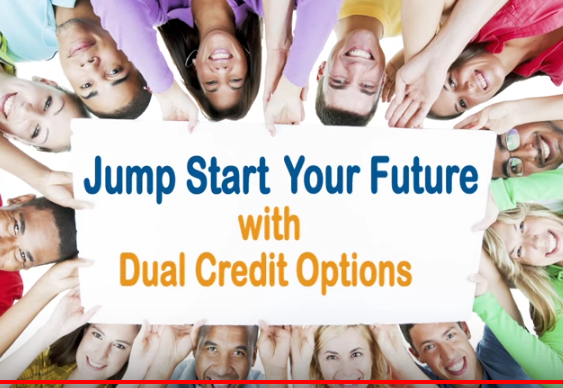 Jump Start Your Future
with
Dual Credit Options